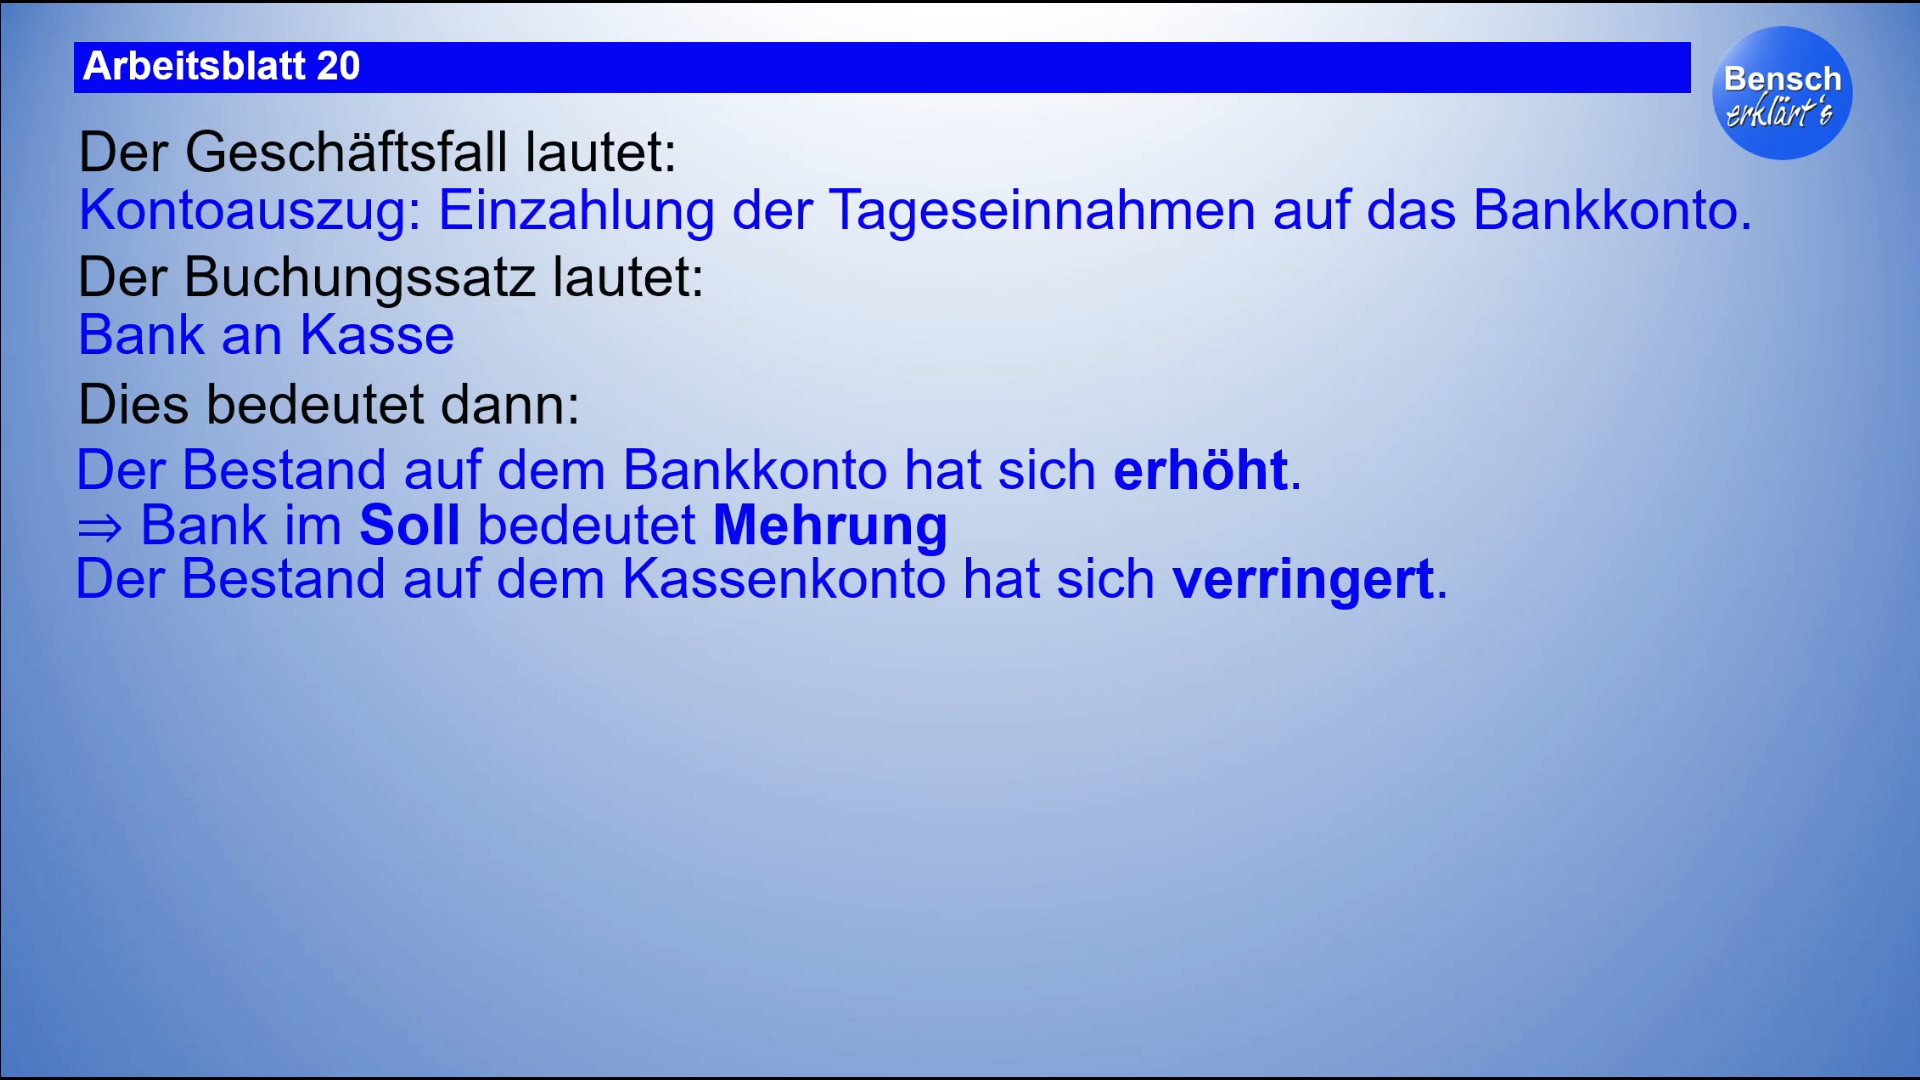 Arbeitsblatt 20
Bensch
erklärt's
Der Geschäftsfall lautet:
Kontoauszug: Einzahlung der Tageseinnahmen auf das Bankkonto.
Der Buchungssatz lautet:
Bank an Kasse
Dies bedeutet dann:
Der Bestand auf dem Bankkonto hat sich erhöht.
⇒ Bank im Soll bedeutet Mehrung
Der Bestand auf dem Kassenkonto hat sich verringert.